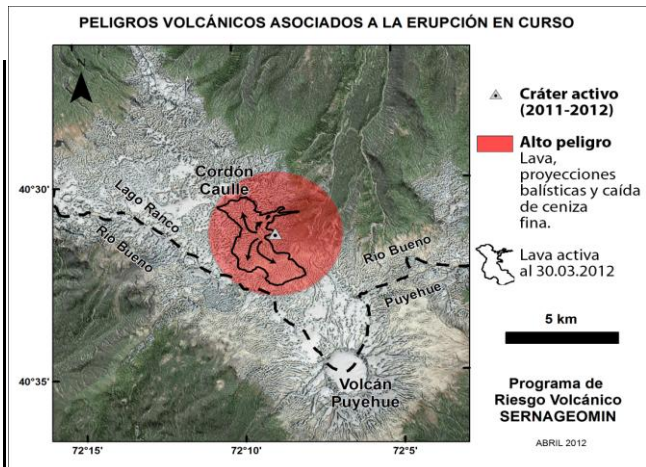 PELIGROS VOLCÁNICOS ASOCIADOS A LA ERUPCIÓN EN CURSO
Cráter activo
(2011-2012)
Alto peligro
Lava,
proyecciones
balísticas y caída
de ceniza
fina.
Lava activa
al 30.03.2012
5 km
Programa de
Riesgo Volcánico
SERNAGEOMIN
ABRIL 2012
Cordón
Caulle
Lago Ranco
Río Bueno
Río Bueno
Puyehue
Volcán
Puyehue
40°30'
40°35'
72°15'
72°10'
72°5'